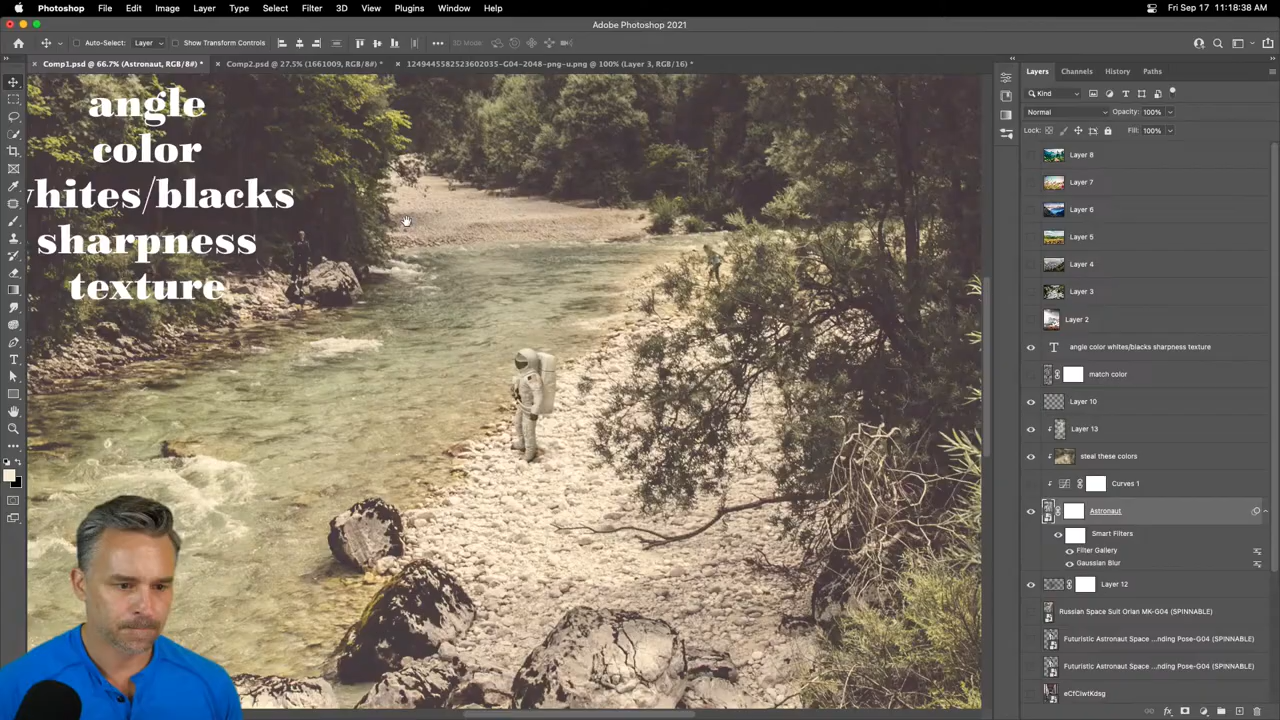 Photoshop File Edit Image Layer Type Select Filter 3D View Plugins Window Help Fri Sep 17 11:18:38 AM
Adobe Photoshop 2021
Auto-Select: Layer Show Transform Controls 3D Mode:
Comp1.psd @ 66.7% (Astronaut, RGB/8#) * Comp2.psd @ 27.5% (1661009, RGB/8#) * 1249445582523602035-G04-2048-png-u.png @ 100% (Layer 3, RGB/16) *
Layers Channels History Paths
Kind
Normal Opacity: 100%
Lock: Fill: 100%
angle
color
whites/blacks
sharpness
texture
Layer 8
Layer 7
Layer 6
Layer 5
Layer 4
Layer 3
Layer 2
angle color whites/blacks sharpness texture
match color
Layer 10
Layer 13
steal these colors
Curves 1
Astronaut
Smart Filters
Filter Gallery
Gaussian Blur
Layer 12
Russian Space Suit Orlan MK-G04 (SPINNABLE)
Futuristic Astronaut Space ...nding Pose-G04 (SPINNABLE)
Futuristic Astronaut Space ...nding Pose-G04 (SPINNABLE)